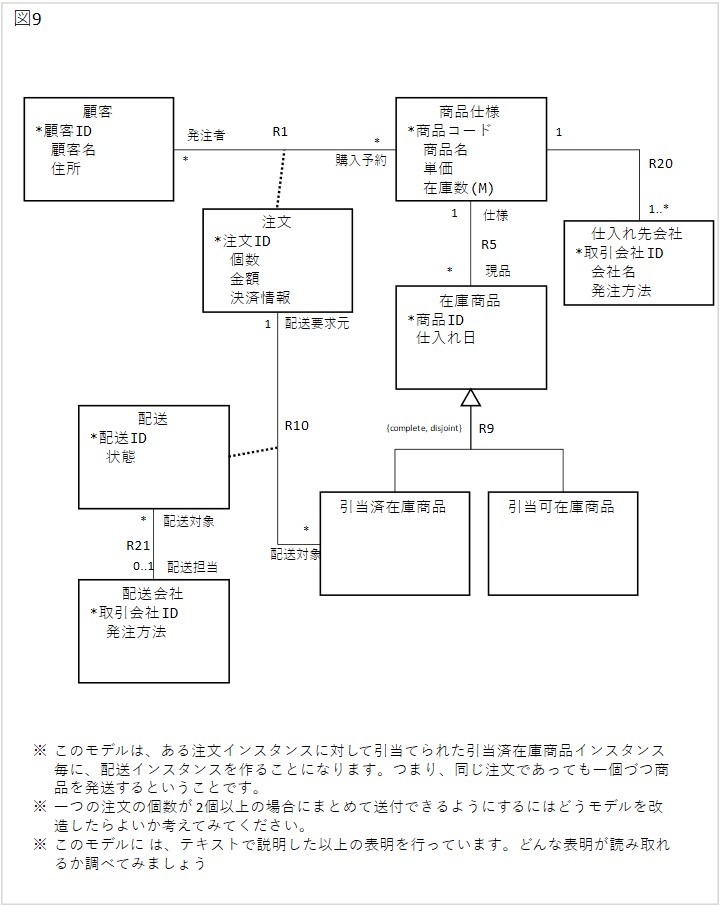 図9
顧客
*顧客ID
顧客名
住所
発注者
R1
*
*
購入予約
商品仕様
*商品コード
商品名
単価
在庫数(M)
1
R20
1..*
仕入れ先会社
*取引会社ID
会社名
発注方法
注文
*注文ID
個数
金額
決済情報
1
仕様
R5
*
現品
在庫商品
*商品ID
仕入れ日
1
配送要求元
{complete, disjoint}
R9
R10
配送
*配送ID
状態
引当済在庫商品
引当可在庫商品
*
配送対象
*
配送対象
R21
0..1
配送担当
配送会社
*取引会社ID
発注方法
※ このモデルは、ある注文インスタンスに対して引当てられた引当済在庫商品インスタンス
毎に、配送インスタンスを作ることになります。つまり、同じ注文であっても一個づつ商
品を発送するということです。
※ 一つの注文の個数が2個以上の場合にまとめて送付できるようにするにはどうモデルを改
造したらよいか考えてみてください。
※ このモデルに は、テキストで説明した以上の表明を行っています。どんな表明が読み取れ
るか調べてみましょう